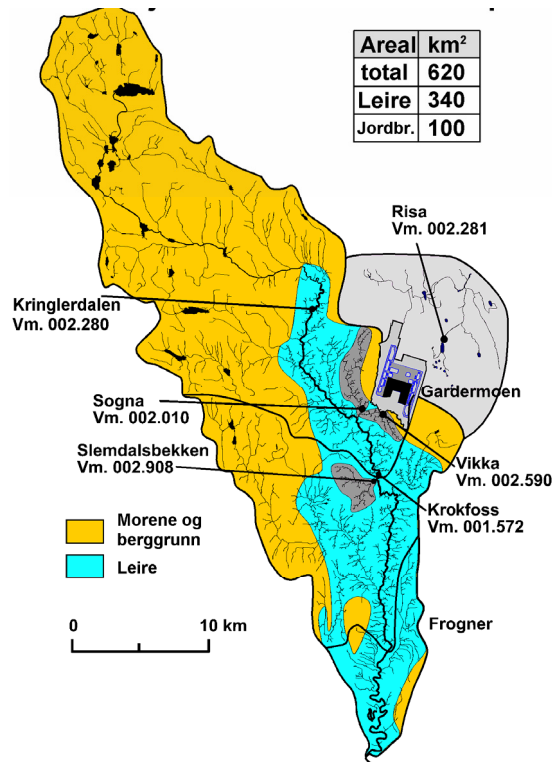 Areal km²
total 620
Leire 340
Jordbr. 100
Risa
Vm. 002.281
Kringlerdalen
Vm. 002.280
Gardermoen
Sogna
Vm. 002.010
Slemdalsbekken
Vm. 002.908
Vikka
Vm. 002.590
Krokfoss
Vm. 001.572
Morene og
berggrunn
Leire
0 10 km
Frogner